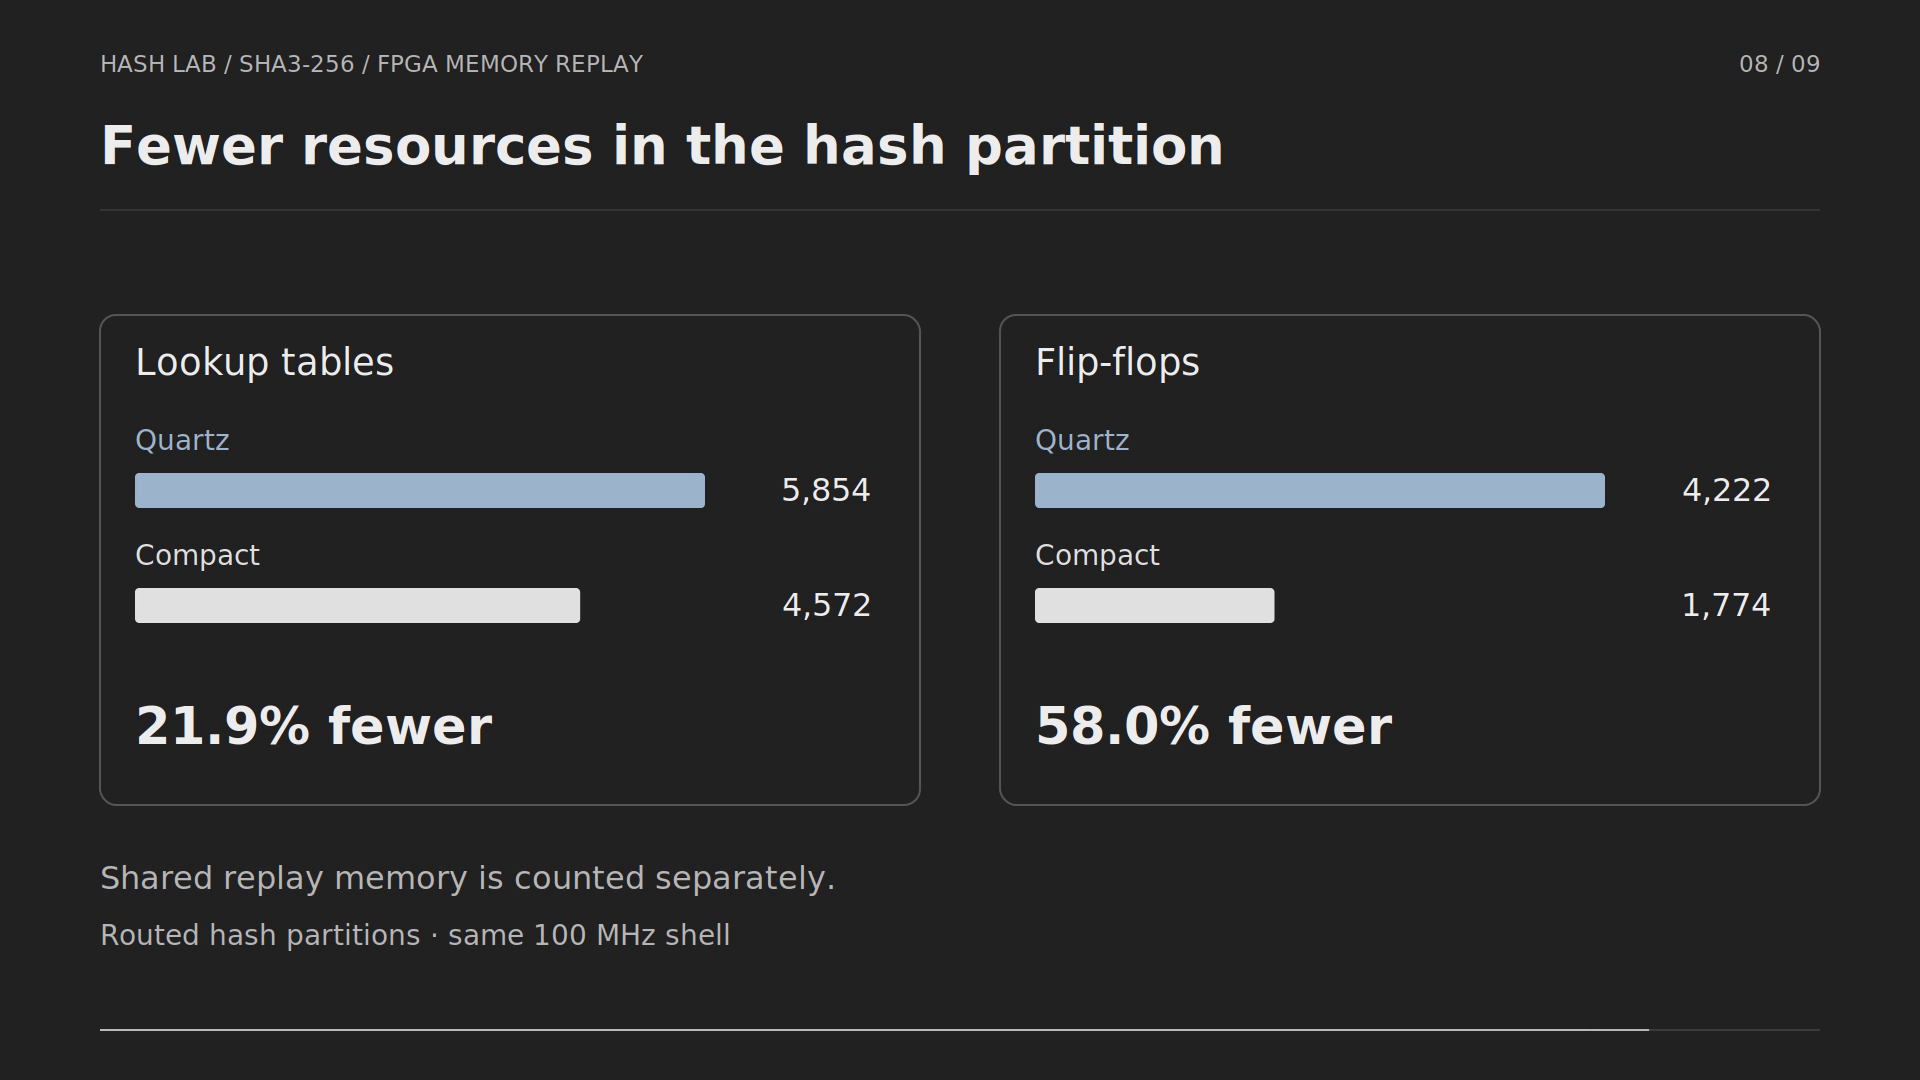 HASH LAB / SHA3-256 / FPGA MEMORY REPLAY
08 / 09
Fewer resources in the hash partition
Lookup tables
Quartz
5,854
Compact
4,572
21.9% fewer
Flip-flops
Quartz
4,222
Compact
1,774
58.0% fewer
Shared replay memory is counted separately.
Routed hash partitions · same 100 MHz shell